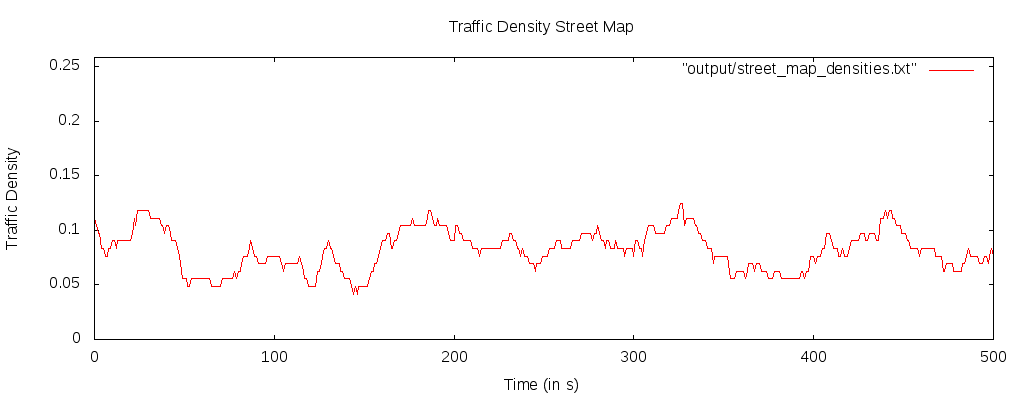 Traffic Density Street Map
"output/street_map_densities.txt"
0.25
0.2
0.15
0.1
0.05
0
Traffic Density
0 100 200 300 400 500
Time (in s)